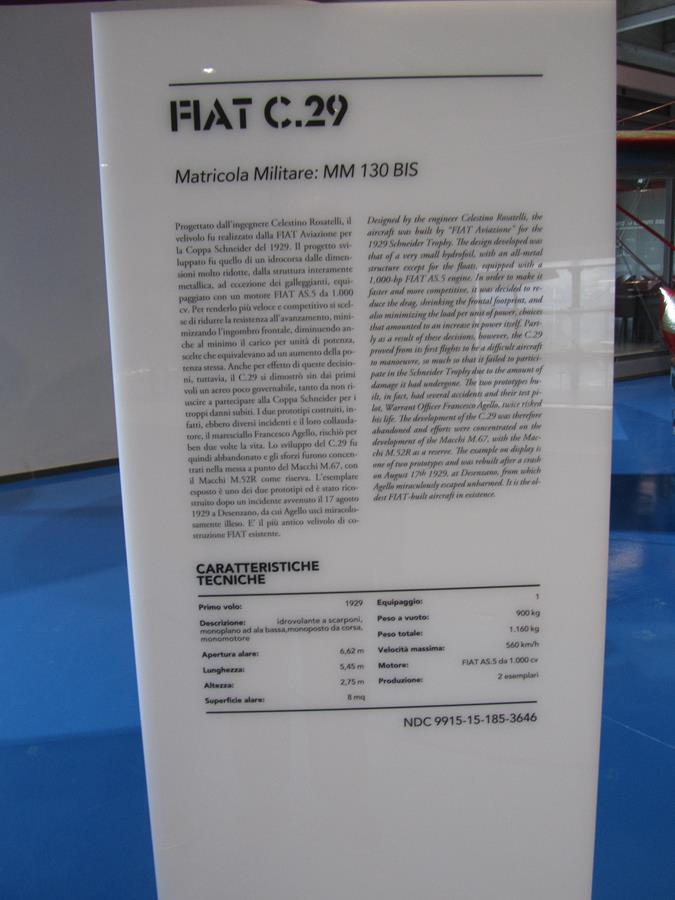 FIAT C.29
Matricola Militare: MM 130 BIS
Progettato dall'ingegnere Celestino Rosatelli, il
velivolo fu realizzato dalla FIAT Aviazione per
la Coppa Schneider del 1929. Il progetto svi-
luppato fu quello di un idrocorsa dalle dimen-
sioni molto ridotte, dalla struttura interamente
metallica, ad eccezione dei galleggianti, equi-
paggiato con un motore FIAT AS.5 da 1.000
cv. Per renderlo più veloce e competitivo si scel-
se di ridurre la resistenza all'avanzamento, mini-
mizzando l'ingombro frontale, diminuendo an-
che al minimo il carico per unità di potenza,
scelte che equivalevano ad un aumento della po-
tenza stessa. Anche per effetto di queste decisio-
ni, tuttavia, il C.29 si dimostrò sin dai primi
voli un aereo poco governabile, tanto da non ri-
uscire a partecipare alla Coppa Schneider per i
troppi danni subiti. I due prototipi costruiti, in-
fatti, ebbero diversi incidenti e il loro collauda-
tore, il maresciallo Francesco Agello, rischiò per
ben due volte la vita. Lo sviluppo del C.29 fu
quindi abbandonato e gli sforzi furono concen-
trati nella messa a punto del Macchi M.67, con
il Macchi M.52R come riserva. L'esemplare
esposto è uno dei due prototipi ed è stato rico-
struito dopo un incidente avvenuto il 17 agosto
1929 a Desenzano, da cui Agello uscì miracolo-
samente illeso. E' il più antico velivolo di co-
struzione FIAT esistente.
Designed by the engineer Celestino Rosatelli, the
aircraft was built by "FIAT Aviazione" for the
1929 Schneider Trophy. The design developed was
that of a very small hydrofoil, with an all-metal
structure except for the floats, equipped with a
1,000-hp FIAT AS.5 engine. In order to make it
faster and more competitive, it was decided to re-
duce the drag, shrinking the frontal footprint, and
also minimizing the load per unit of power, choices
that amounted to an increase in power itself. Part-
ly as a result of these decisions, however, the C.29
proved from its first flights to be a difficult aircraft
to manoeuvre, so much so that it failed to partici-
pate in the Schneider Trophy due to the amount of
damage it had undergone. The two prototypes bu-
ilt, in fact, had several accidents and their test pi-
lot, Warrant Officer Francesco Agello, twice risked
his life. The development of the C.29 was therefore
abandoned and efforts were concentrated on the
development of the Macchi M.67, with the Mac-
chi M.52R as a reserve. The example on display is
one of two prototypes and was rebuilt after a crash
on August 17th 1929, at Desenzano, from which
Agello miraculously escaped unharmed. It is the ol-
dest FIAT-built aircraft in existence.
CARATTERISTICHE
TECNICHE
Primo volo: 1929
Descrizione: idrovolante a scarponi,
monoplano ad ala bassa,monoposto da corsa,
monomotore
Apertura alare: 6,62 m
Lunghezza: 5,45 m
Altezza: 2,75 m
Superficie alare: 8 mq
Equipaggio: 1
Peso a vuoto: 900 kg
Peso totale: 1.160 kg
Velocità massima: 560 km/h
Motore: FIAT AS.5 da 1.000 cv
Produzione: 2 esemplari
NDC 9915-15-185-3646